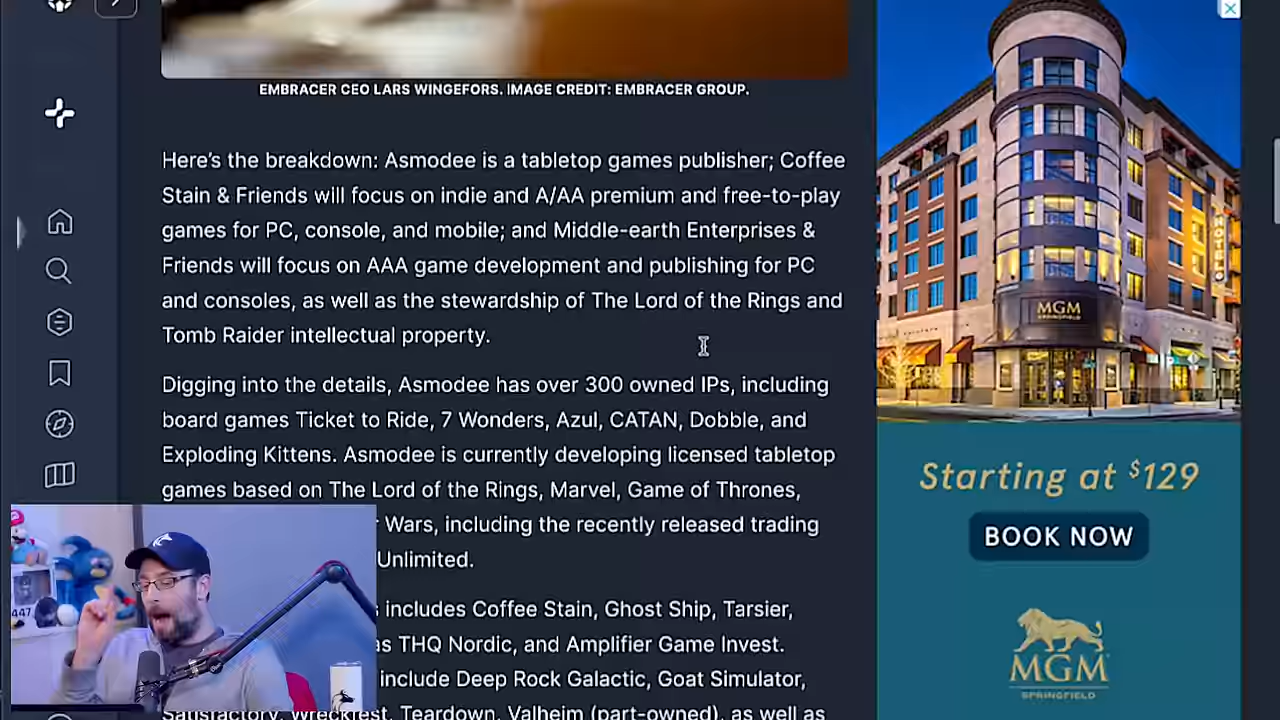 EMBRACER CEO LARS WINGEFORS. IMAGE CREDIT: EMBRACER GROUP.
Here's the breakdown: Asmodee is a tabletop games publisher; Coffee
Stain & Friends will focus on indie and A/AA premium and free-to-play
games for PC, console, and mobile; and Middle-earth Enterprises &
Friends will focus on AAA game development and publishing for PC
and consoles, as well as the stewardship of The Lord of the Rings and
Tomb Raider intellectual property.
Digging into the details, Asmodee has over 300 owned IPs, including
board games Ticket to Ride, 7 Wonders, Azul, CATAN, Dobble, and
Exploding Kittens. Asmodee is currently developing licensed tabletop
games based on The Lord of the Rings, Marvel, Game of Thrones,
Wars, including the recently released trading
Unlimited.
includes Coffee Stain, Ghost Ship, Tarsier,
THQ Nordic, and Amplifier Game Invest.
include Deep Rock Galactic, Goat Simulator,
Satisfactory, Wreckfest, Teardown, Valheim (part-owned), as well as
447
HOTEL
MGM
SPRINGFIELD
Starting at $129
BOOK NOW
MGM
SPRINGFIELD